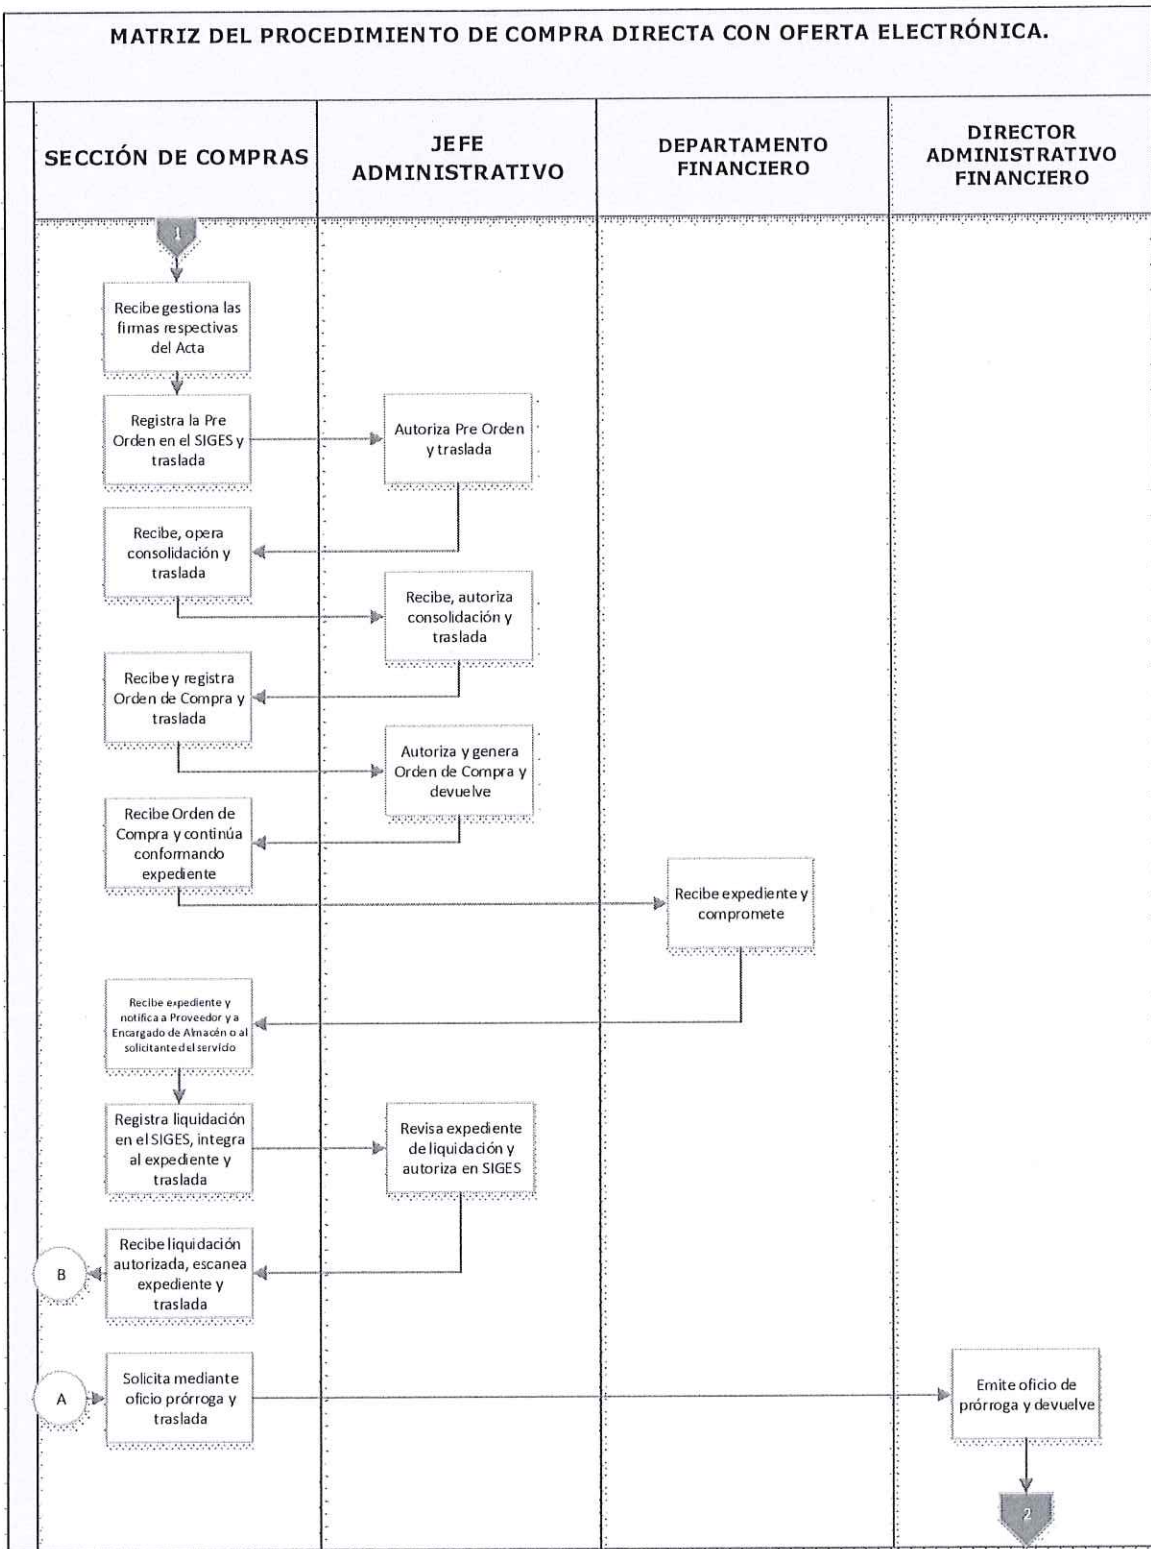 MATRIZ DEL PROCEDIMIENTO DE COMPRA DIRECTA CON OFERTA ELECTRÓNICA.
SECCIÓN DE COMPRAS
JEFE
ADMINISTRATIVO
DEPARTAMENTO
FINANCIERO
DIRECTOR
ADMINISTRATIVO
FINANCIERO
1
Recibe gestiona las
firmas respectivas
del Acta
Registra la Pre
Orden en el SIGES y
traslada
Autoriza Pre Orden
y traslada
Recibe, opera
consolidación y
traslada
Recibe, autoriza
consolidación y
traslada
Recibe y registra
Orden de Compra y
traslada
Autoriza y genera
Orden de Compra y
devuelve
Recibe Orden de
Compra y continúa
conformando
expediente
Recibe expediente y
compromete
Recibe expediente y
notifica a Proveedor y a
Encargado de Almacén o al
solicitante del servicio
Registra liquidación
en el SIGES, integra
al expediente y
traslada
Revisa expediente
de liquidación y
autoriza en SIGES
Recibe liquidación
autorizada, escanea
expediente y
traslada
B
A
Solicita mediante
oficio prórroga y
traslada
Emite oficio de
prórroga y devuelve
2